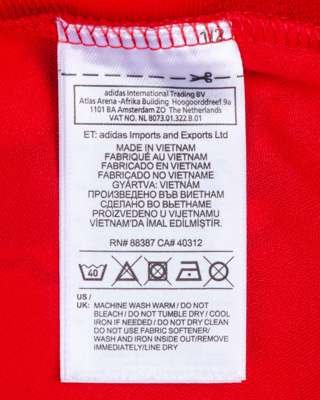 1/2
adidas International Trading BV
Atlas Arena -Afrika Building Hoogoorddreef 9a
1101 BA Amsterdam ZO The Netherlands
VAT NO. NL 8073.01.322.B.01
ET: adidas Imports and Exports Ltd
MADE IN VIETNAM
FABRIQUÉ AU VIETNAM
FABRICADO EN VIETNAM
FABRICADO NO VIETNAME
GYÁRTVA: VIETNÁM
ПРОИЗВЕДЕНО ВЪВ ВИЕТНАМ
СДЕЛАНО ВО ВЬЕТНАМЕ
PROIZVEDENO U VIJETNAMU
VİETNAM'DA İMAL EDİLMİŞTİR.
RN# 88387 CA# 40312
40
US /
UK: MACHINE WASH WARM / DO NOT
BLEACH / DO NOT TUMBLE DRY / COOL
IRON IF NEEDED / DO NOT DRY CLEAN
DO NOT USE FABRIC SOFTENER/
WASH AND IRON INSIDE OUT/REMOVE
IMMEDIATELY/LINE DRY